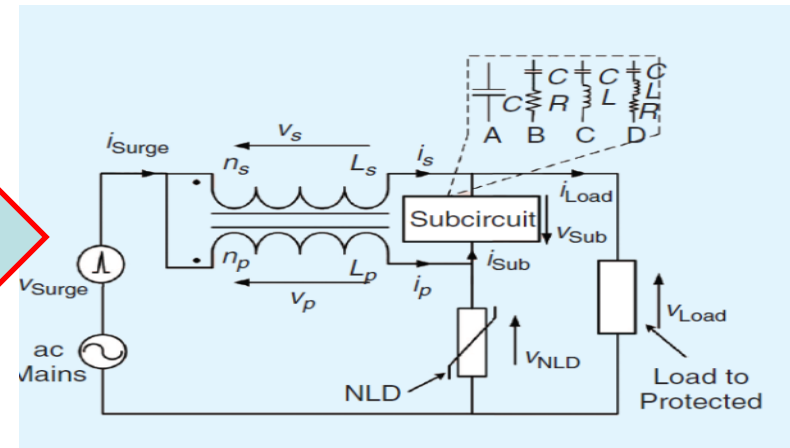 C C C C
C R L L
R
A B C D
iSurge
vs
ns Ls
is
iLoad
Subcircuit
vSub
iSub
np Lp
vp
ip
vSurge
ac
Mains
NLD
vNLD
vLoad
Load to
Protected